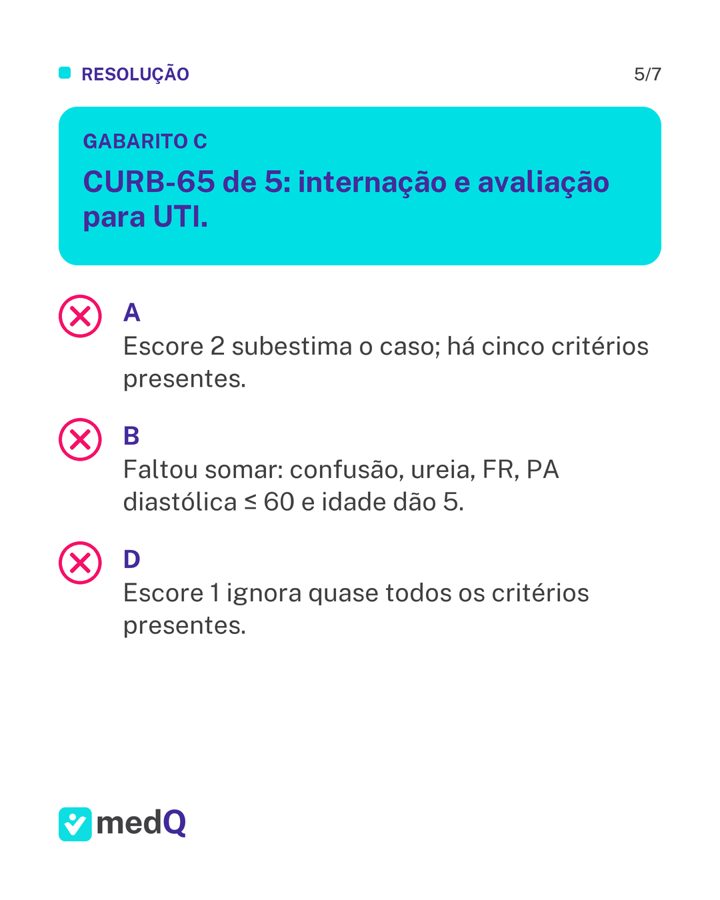 RESOLUÇÃO
5/7
GABARITO C
CURB-65 de 5: internação e avaliação
para UTI.
A
Escore 2 subestima o caso; há cinco critérios
presentes.
B
Faltou somar: confusão, ureia, FR, PA
diastólica ≤ 60 e idade dão 5.
D
Escore 1 ignora quase todos os critérios
presentes.
medQ